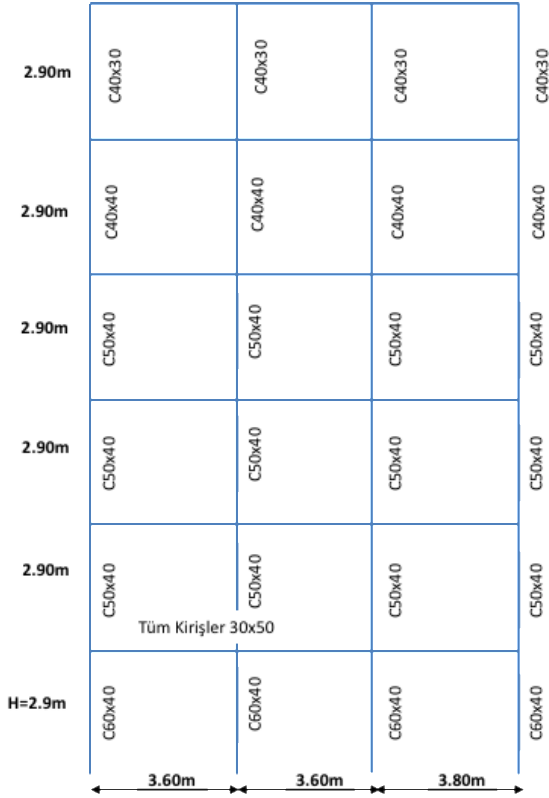 2.90m C40x30 C40x30 C40x30 C40x30
2.90m C40x40 C40x40 C40x40 C40x40
2.90m C50x40 C50x40 C50x40 C50x40
2.90m C50x40 C50x40 C50x40 C50x40
2.90m C50x40 C50x40 C50x40 C50x40
Tüm Kirişler 30x50
H=2.9m C60x40 C60x40 C60x40 C60x40
3.60m 3.60m 3.80m